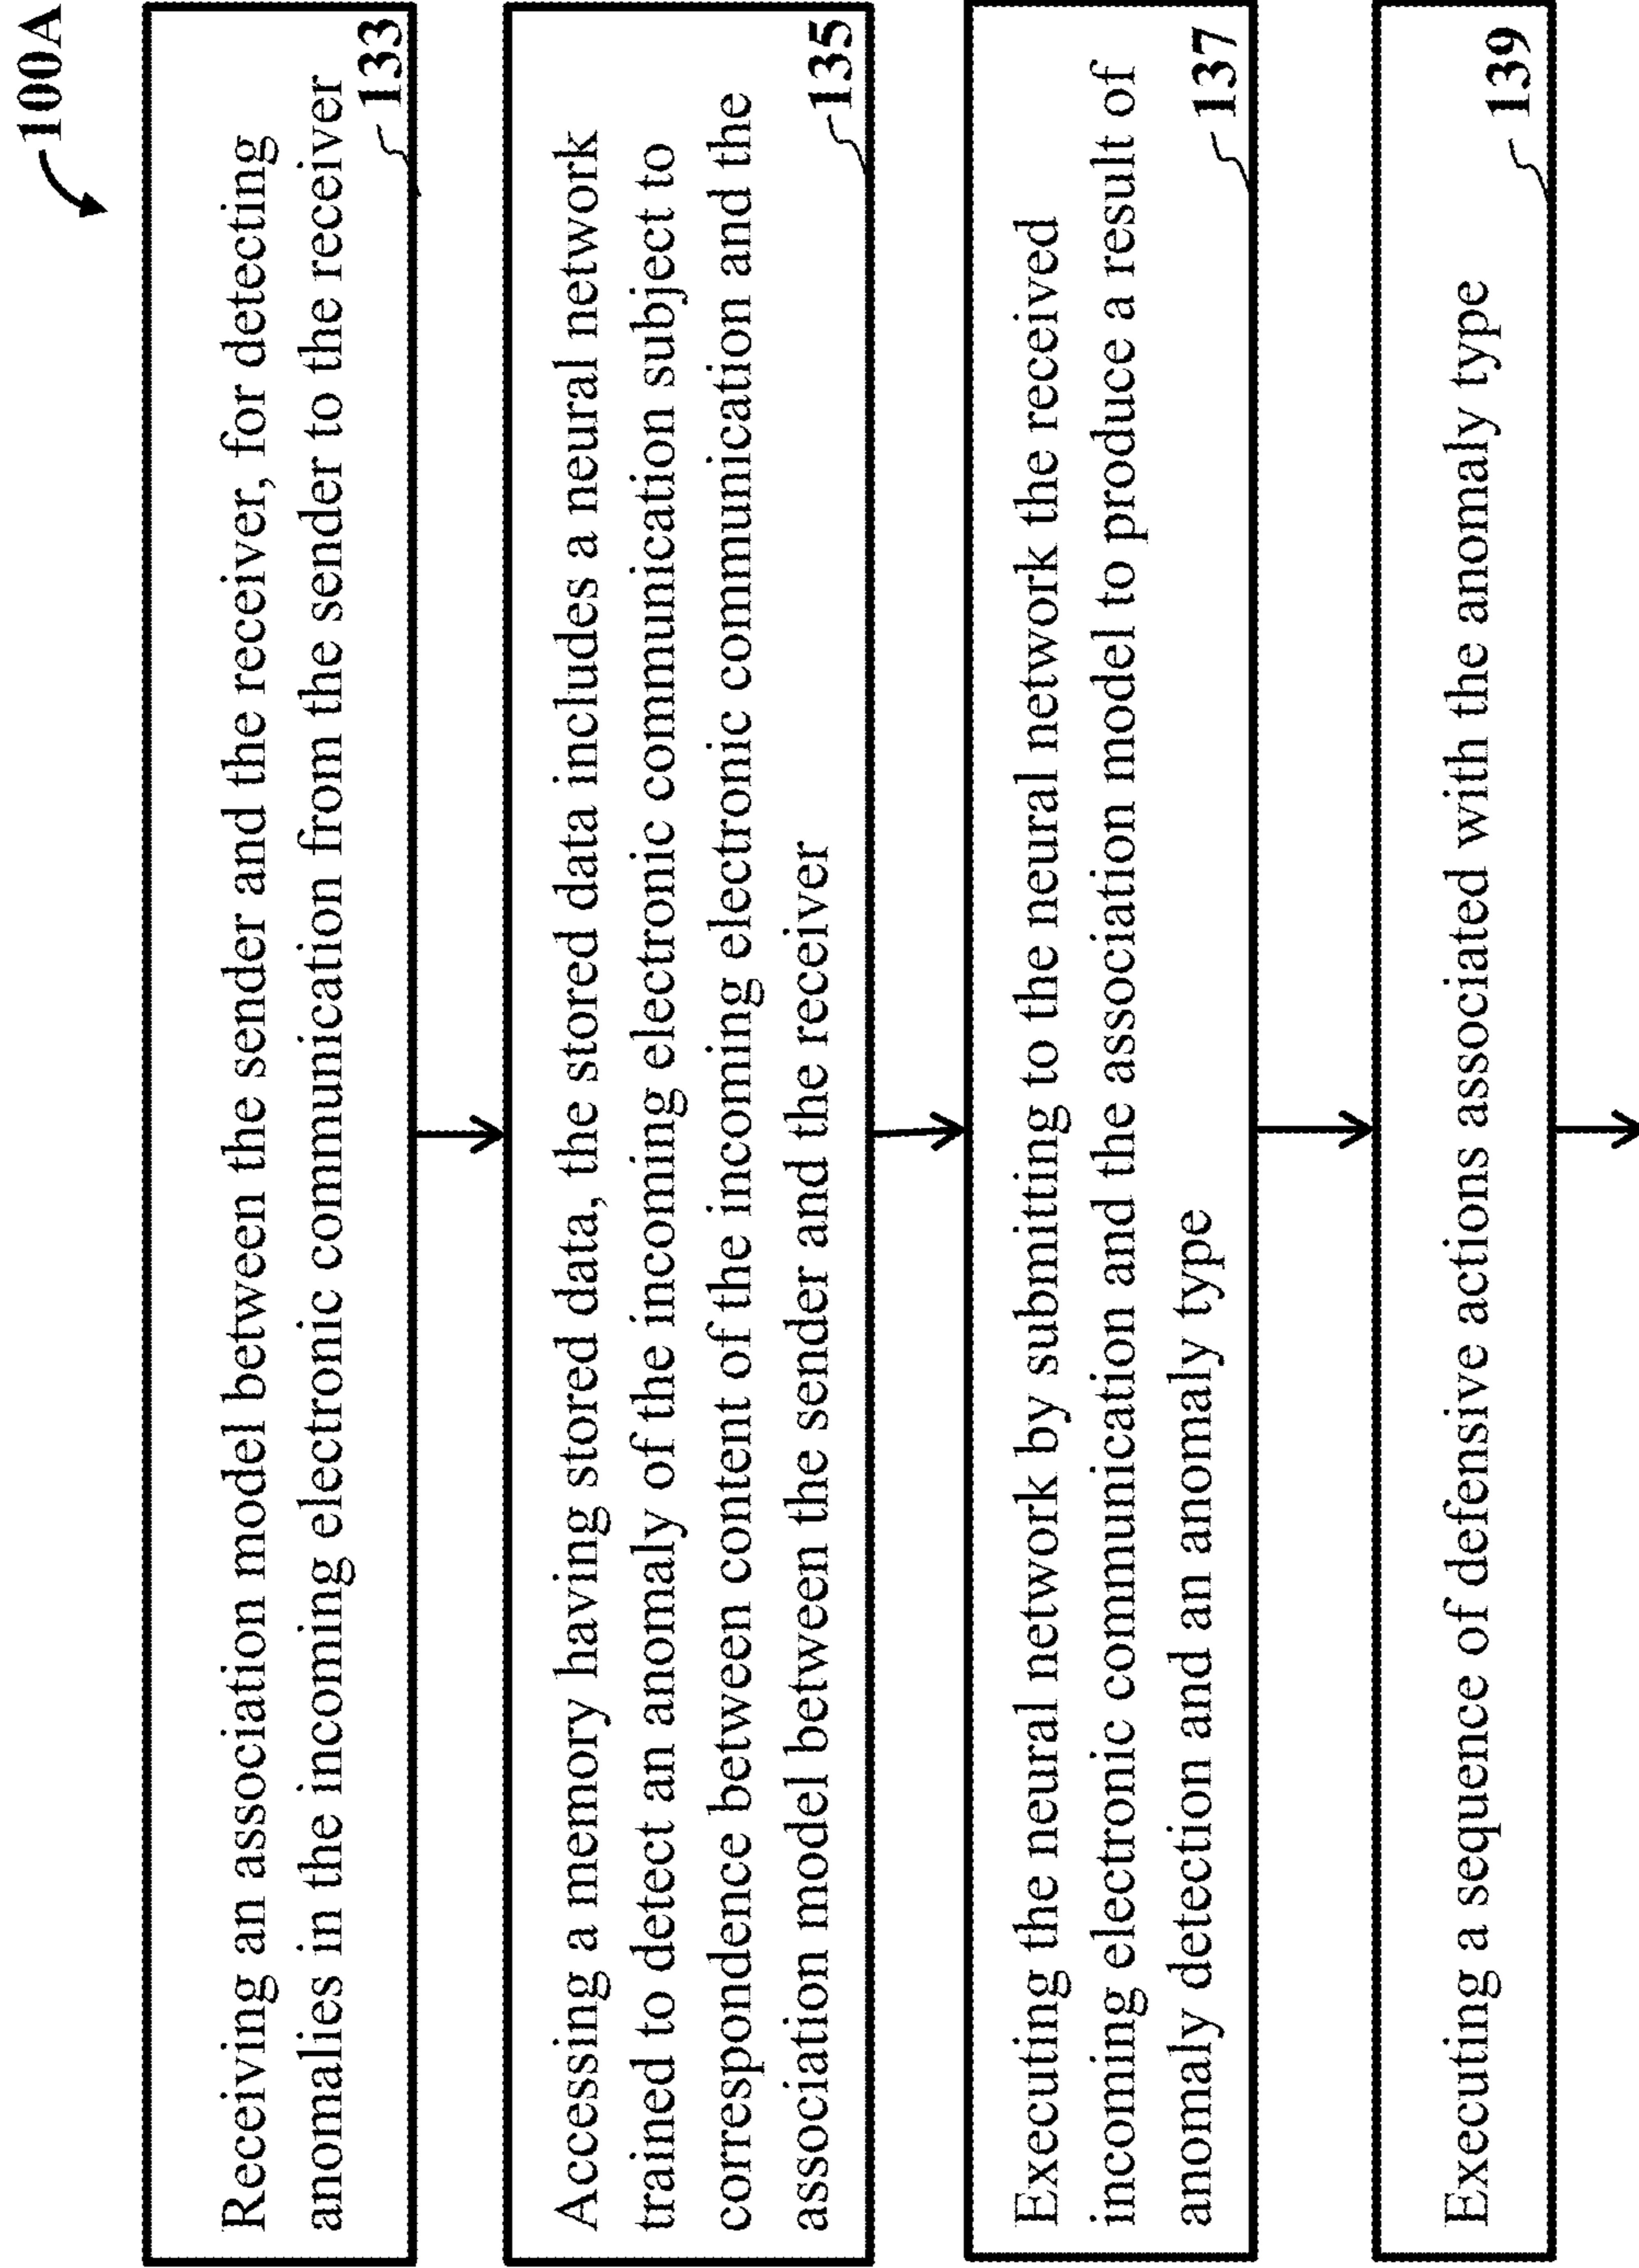 100A
Receiving an association model between the sender and the receiver, for detecting
anomalies in the incoming electronic communication from the sender to the receiver
133
Accessing a memory having stored data, the stored data includes a neural network
trained to detect an anomaly of the incoming electronic communication subject to
correspondence between content of the incoming electronic communication and the
association model between the sender and the receiver
135
Executing the neural network by submitting to the neural network the received
incoming electronic communication and the association model to produce a result of
anomaly detection and an anomaly type
137
Executing a sequence of defensive actions associated with the anomaly type
139